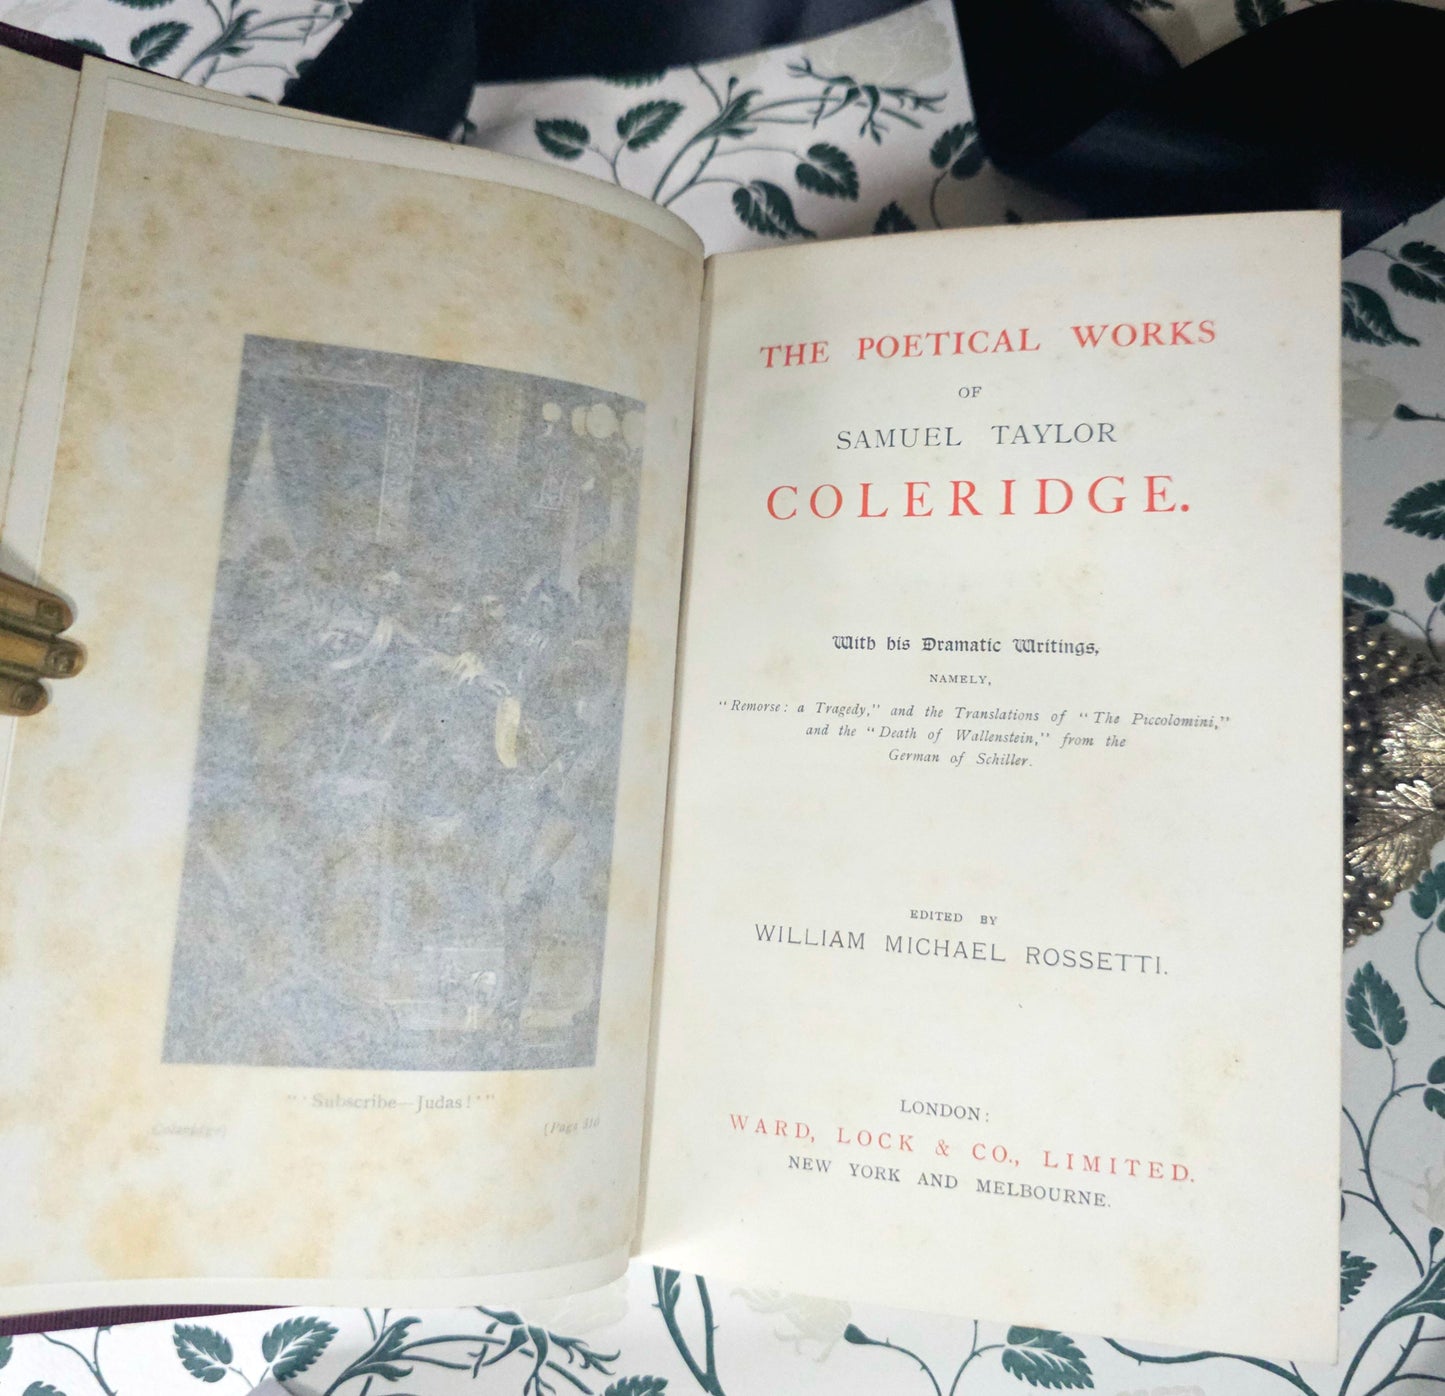 "'Subscribe—Judas!'"
Coleridge]
[Page
THE POETICAL WORKS
OF
SAMUEL TAYLOR
COLERIDGE.
With his Dramatic Writings,
NAMELY,
"Remorse: a Tragedy," and the Translations of "The Piccolomini,"
and the "Death of Wallenstein," from the
German of Schiller.
EDITED BY
WILLIAM MICHAEL ROSSETTI.
LONDON:
WARD, LOCK & CO., LIMITED.
NEW YORK AND MELBOURNE.